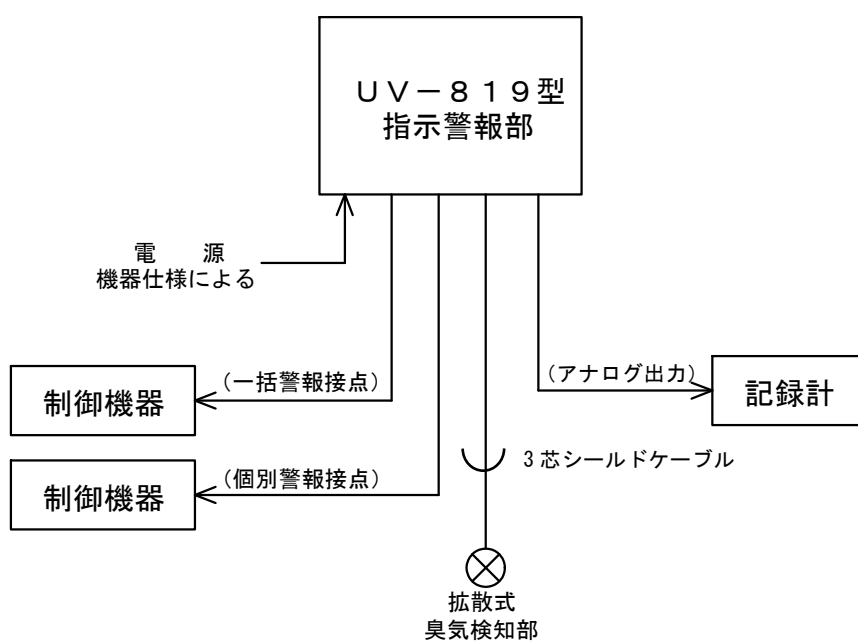 ＵＶ－８１９型
指示警報部
電　　源
機器仕様による
制御機器
(一括警報接点)
(アナログ出力)
記録計
制御機器
(個別警報接点)
3芯シールドケーブル
拡散式
臭気検知部